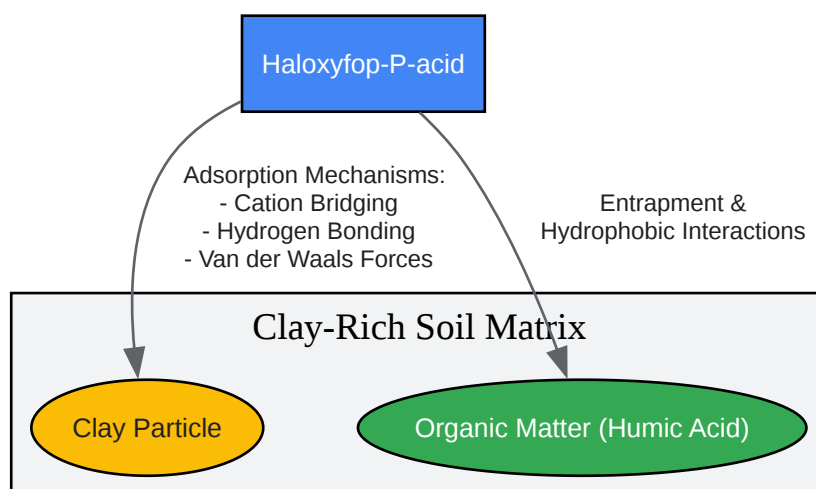 Haloxyfop-P-acid
Adsorption Mechanisms:
- Cation Bridging
- Hydrogen Bonding
- Van der Waals Forces
Entrapment &
Hydrophobic Interactions
Clay-Rich Soil Matrix
Clay Particle
Organic Matter (Humic Acid)